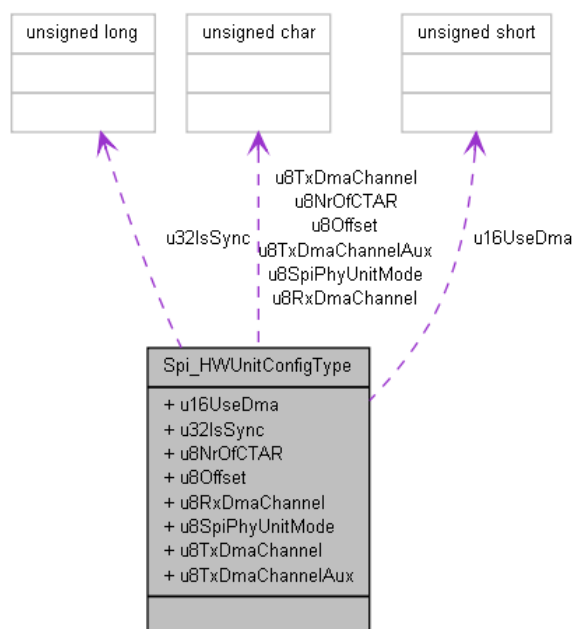 unsigned long
unsigned char
unsigned short
u8TxDmaChannel
u8NrOfCTAR
u8Offset
u8TxDmaChannelAux
u8SpiPhyUnitMode
u8RxDmaChannel
u32IsSync
u16UseDma
Spi_HWUnitConfigType
+ u16UseDma
+ u32IsSync
+ u8NrOfCTAR
+ u8Offset
+ u8RxDmaChannel
+ u8SpiPhyUnitMode
+ u8TxDmaChannel
+ u8TxDmaChannelAux